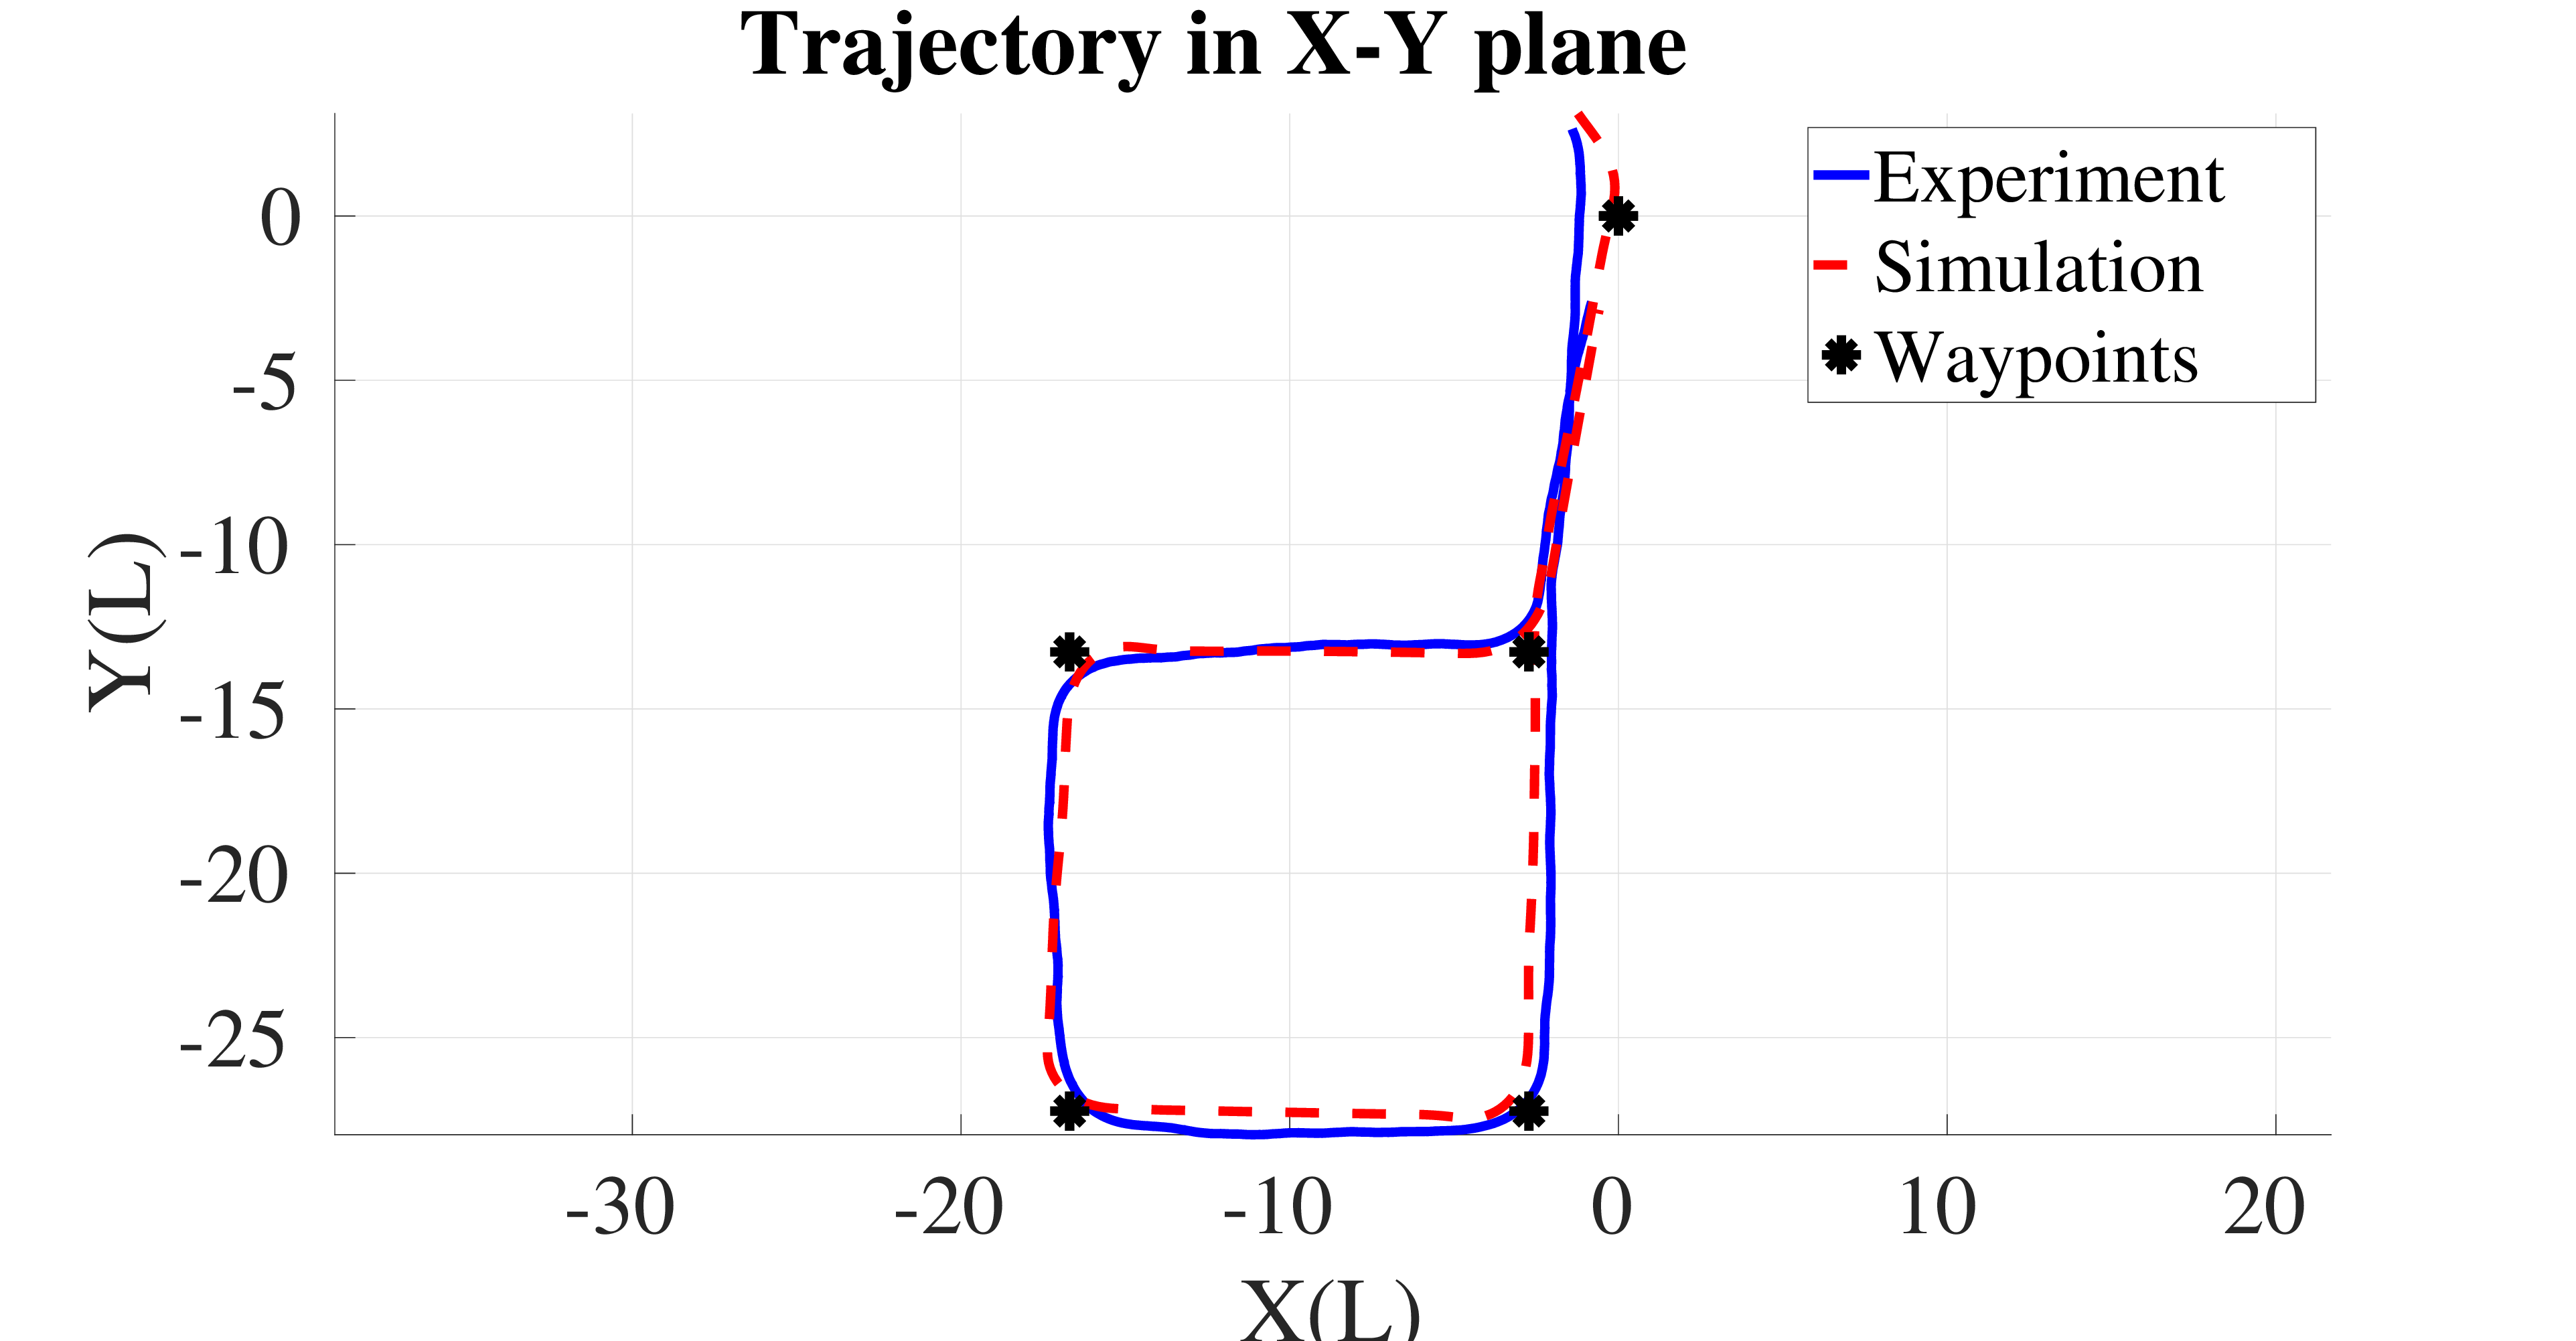 Trajectory in X-Y plane
Experiment
Simulation
Waypoints
0
-5
-10
-15
-20
-25
Y(L)
-30 -20 -10 0 10 20
X(L)